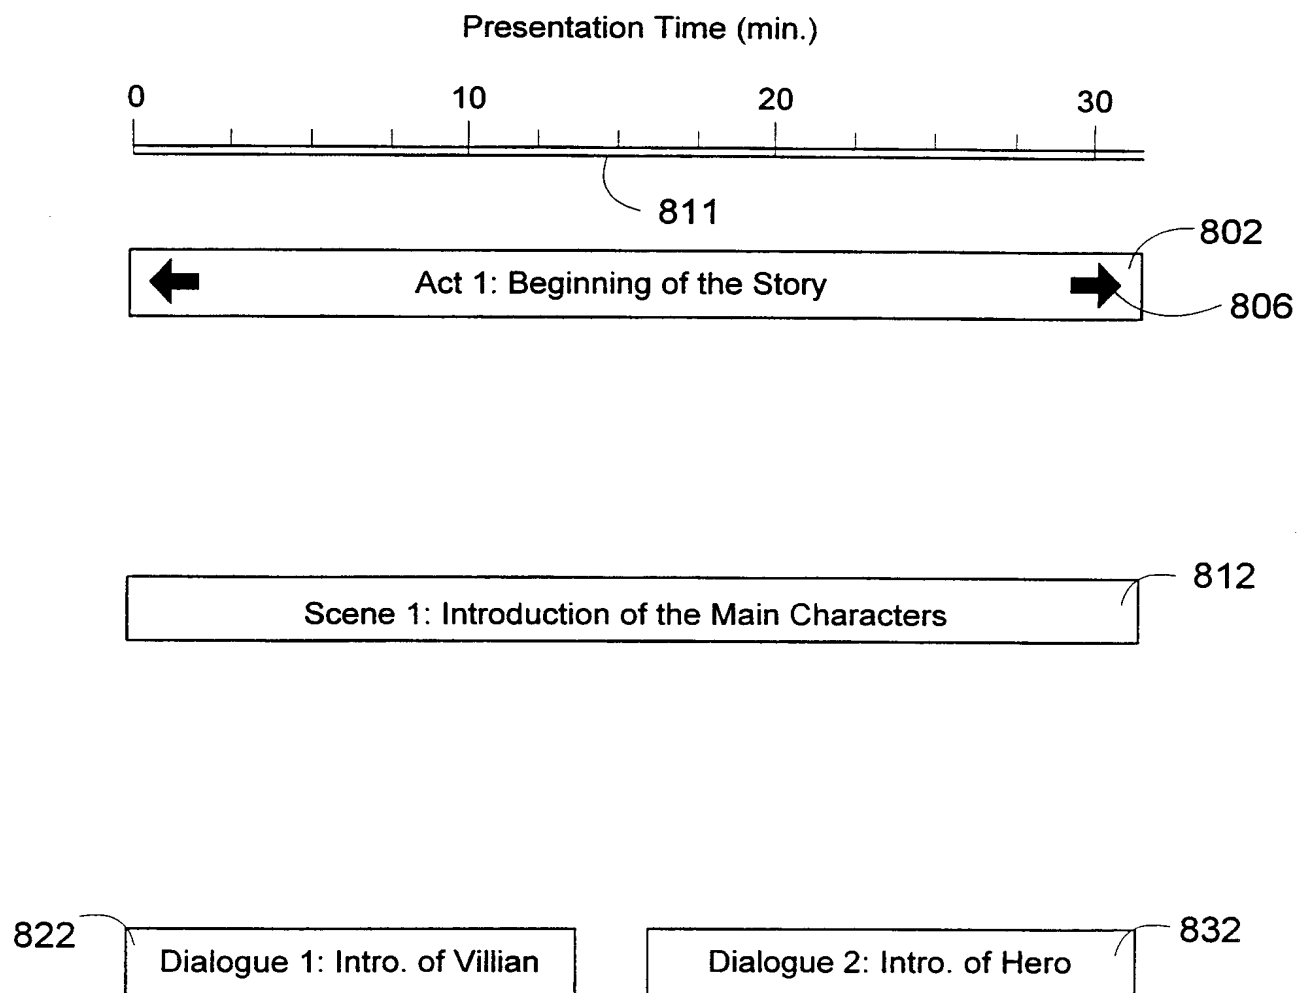 Presentation Time (min.)
0 10 20 30
811
802
Act 1: Beginning of the Story
806
812
Scene 1: Introduction of the Main Characters
822
832
Dialogue 1: Intro. of Villian
Dialogue 2: Intro. of Hero